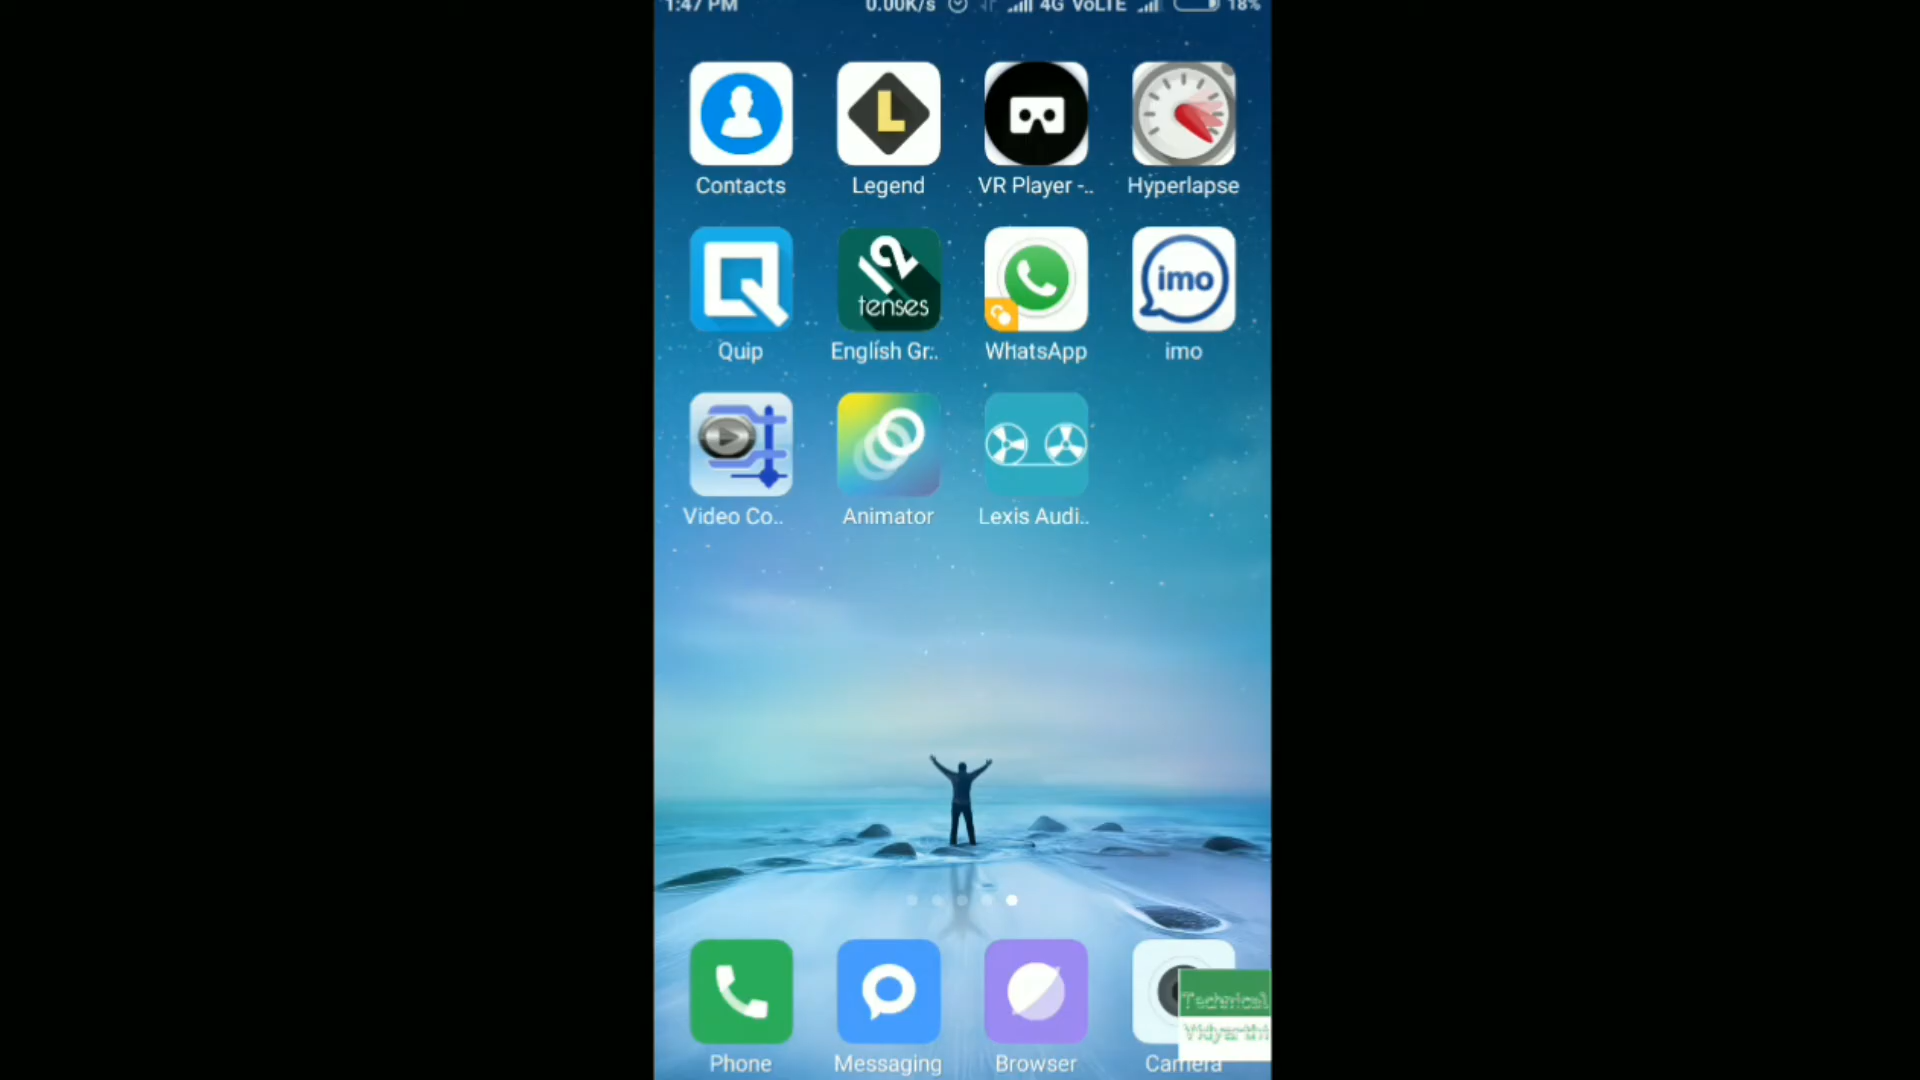 1:47 PM 0.00K/s 4G VoLTE 18%
L
Contacts Legend VR Player -.. Hyperlapse
12
tenses
imo
Quip English Gr.. WhatsApp imo
Video Co.. Animator Lexis Audi..
Technical
Vidyarthi
Phone Messaging Browser Camera